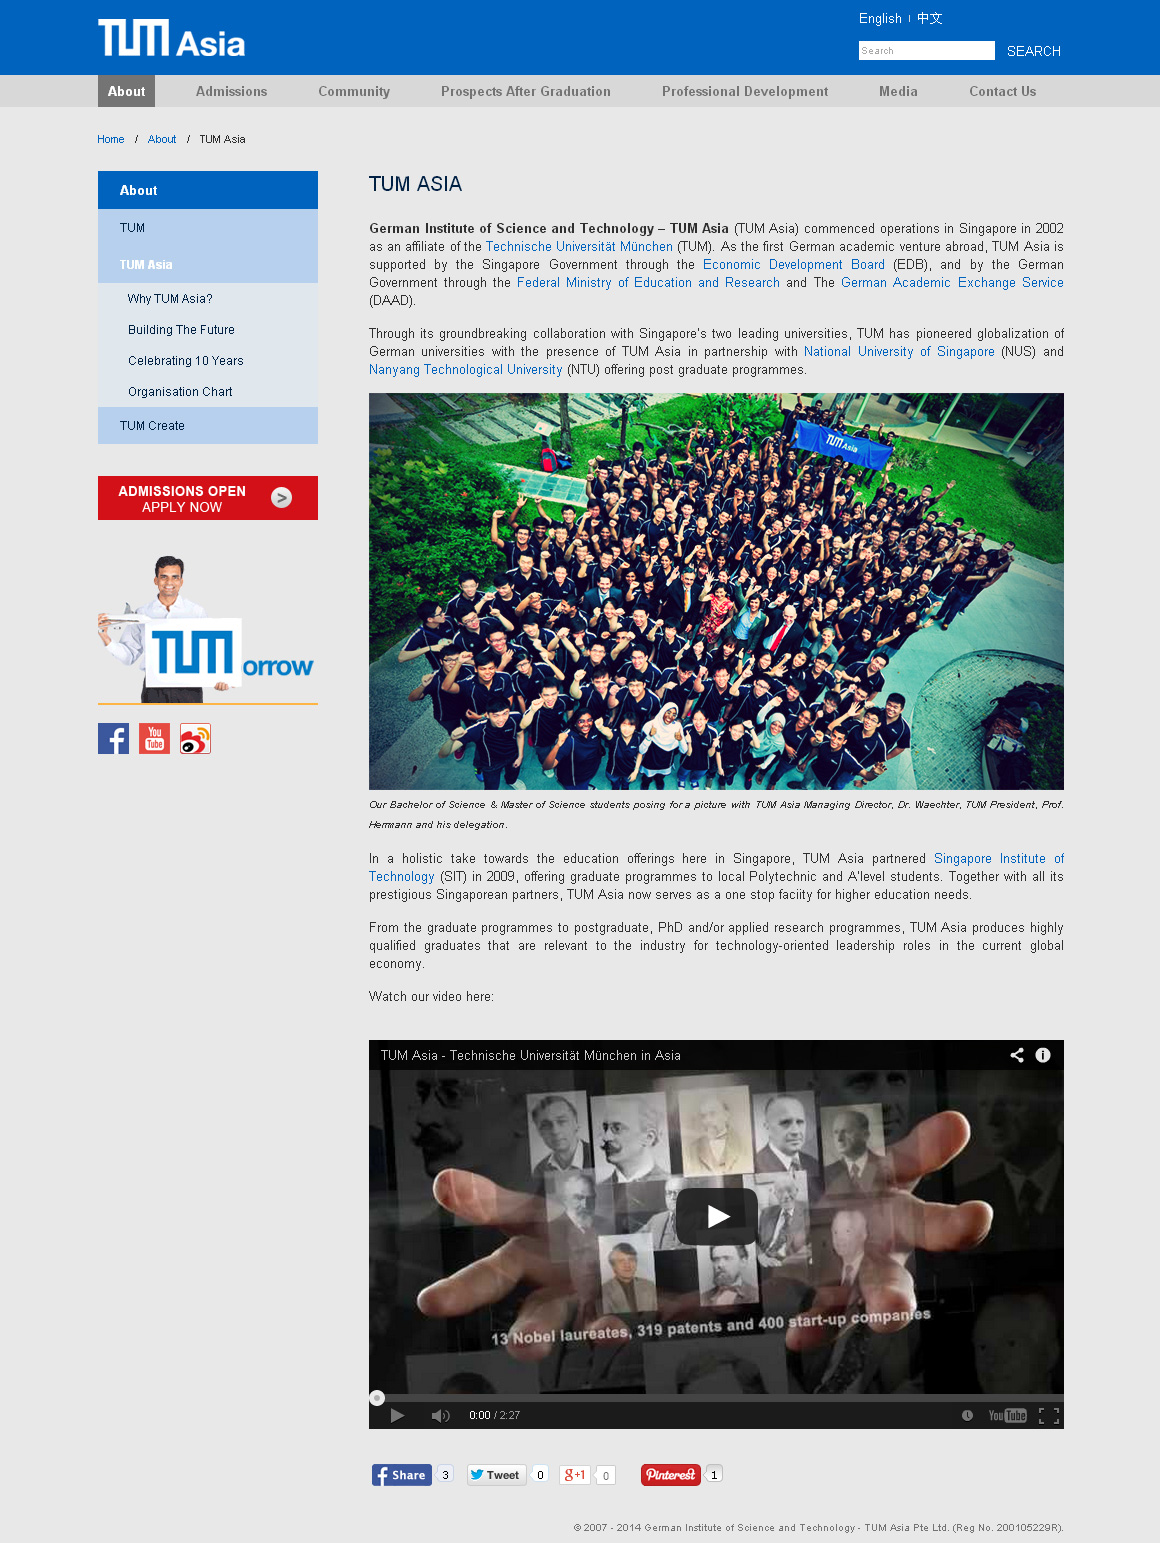 TUM Asia
English | 中文
Search
SEARCH
About
Admissions
Community
Prospects After Graduation
Professional Development
Media
Contact Us
Home / About / TUM Asia
About
TUM
TUM Asia
Why TUM Asia?
Building The Future
Celebrating 10 Years
Organisation Chart
TUM Create
ADMISSIONS OPEN
APPLY NOW
>
TUMorrow
You
Tube
TUM ASIA
German Institute of Science and Technology – TUM Asia (TUM Asia) commenced operations in Singapore in 2002
as an affiliate of the Technische Universität München (TUM). As the first German academic venture abroad, TUM Asia is
supported by the Singapore Government through the Economic Development Board (EDB), and by the German
Government through the Federal Ministry of Education and Research and The German Academic Exchange Service
(DAAD).
Through its groundbreaking collaboration with Singapore's two leading universities, TUM has pioneered globalization of
German universities with the presence of TUM Asia in partnership with National University of Singapore (NUS) and
Nanyang Technological University (NTU) offering post graduate programmes.
TUM Asia
Our Bachelor of Science & Master of Science students posing for a picture with TUM Asia Managing Director, Dr. Waechter, TUM President, Prof.
Herrmann and his delegation.
In a holistic take towards the education offerings here in Singapore, TUM Asia partnered Singapore Institute of
Technology (SIT) in 2009, offering graduate programmes to local Polytechnic and A'level students. Together with all its
prestigious Singaporean partners, TUM Asia now serves as a one stop faciity for higher education needs.
From the graduate programmes to postgraduate, PhD and/or applied research programmes, TUM Asia produces highly
qualified graduates that are relevant to the industry for technology-oriented leadership roles in the current global
economy.
Watch our video here:
TUM Asia - Technische Universität München in Asia
13 Nobel laureates, 319 patents and 400 start-up companies
0:00 / 2:27
YouTube
Share 3
Tweet 0
g+1 0
Pinterest 1
© 2007 - 2014 German Institute of Science and Technology - TUM Asia Pte Ltd. (Reg No. 200105229R).